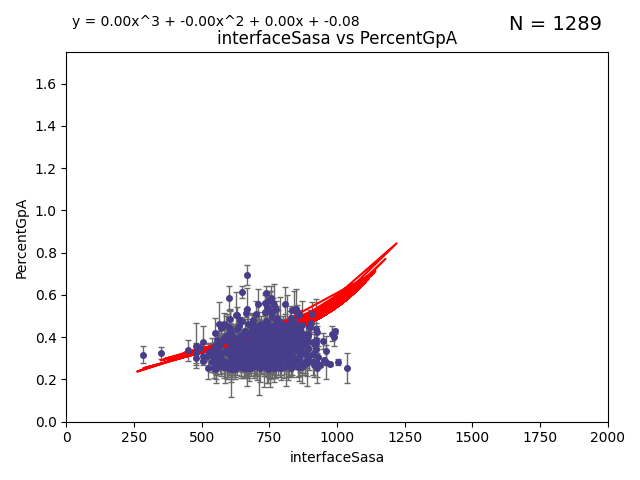 y = 0.00x^3 + -0.00x^2 + 0.00x + -0.08
N = 1289
interfaceSasa vs PercentGpA
PercentGpA
1.6
1.4
1.2
1.0
0.8
0.6
0.4
0.2
0.0
0 250 500 750 1000 1250 1500 1750 2000
interfaceSasa